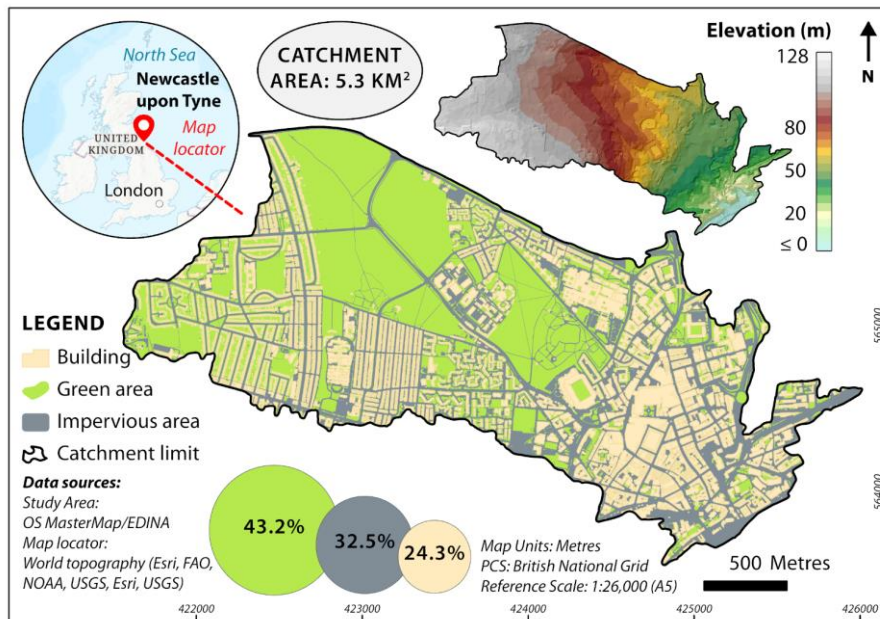 North Sea
Newcastle
upon Tyne
UNITED
KINGDOM
Map
locator
London
CATCHMENT
AREA: 5.3 KM²
Elevation (m)
128
80
50
20
≤ 0
N
LEGEND
Building
Green area
Impervious area
Catchment limit
Data sources:
Study Area:
OS MasterMap/EDINA
Map locator:
World topography (Esri, FAO,
NOAA, USGS, Esri, USGS)
43.2%
32.5%
24.3%
Map Units: Metres
PCS: British National Grid
Reference Scale: 1:26,000 (A5)
500 Metres
565000
564000
422000
423000
424000
425000
426000